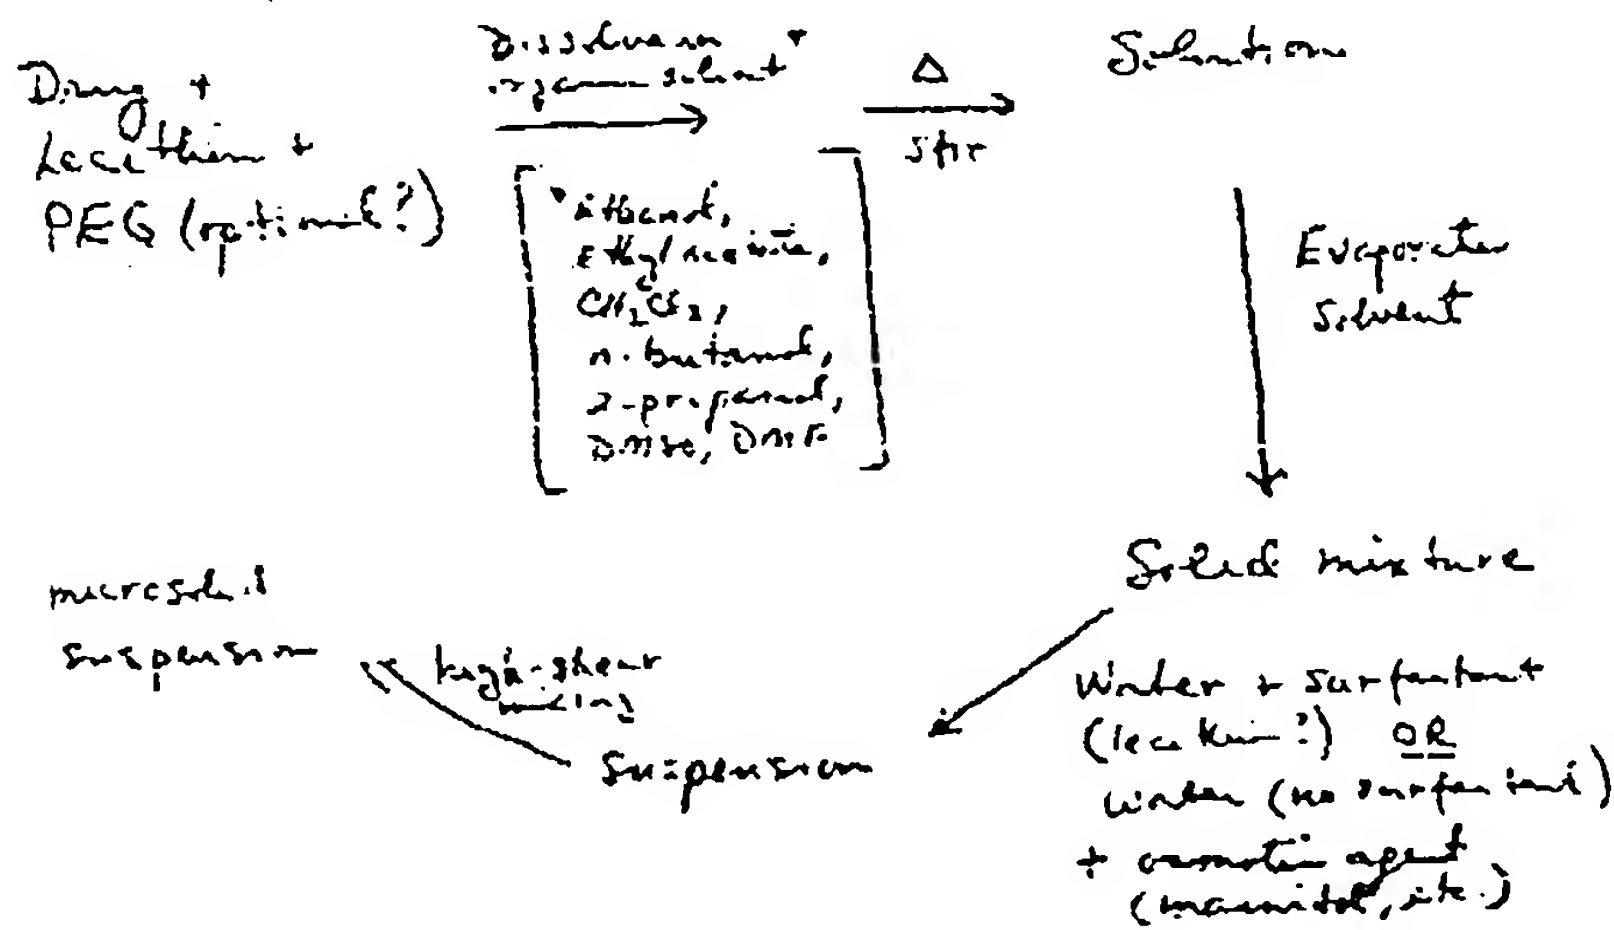 Drug +
Lecithin +
PEG (optional?)
Dissolve in
organic solvent *
Δ
stir
Solution
* Ethanol,
Ethyl acetate,
CH2Cl2,
n-butanol,
2-propanol,
DMSO, DMF
Evaporate
Solvent
Solid mixture
Water + surfactant
(lecithin?) OR
Water (no surfactant)
+ osmotic agent
(mannitol, etc.)
suspension
high-shear
mixing
microsolid
suspension